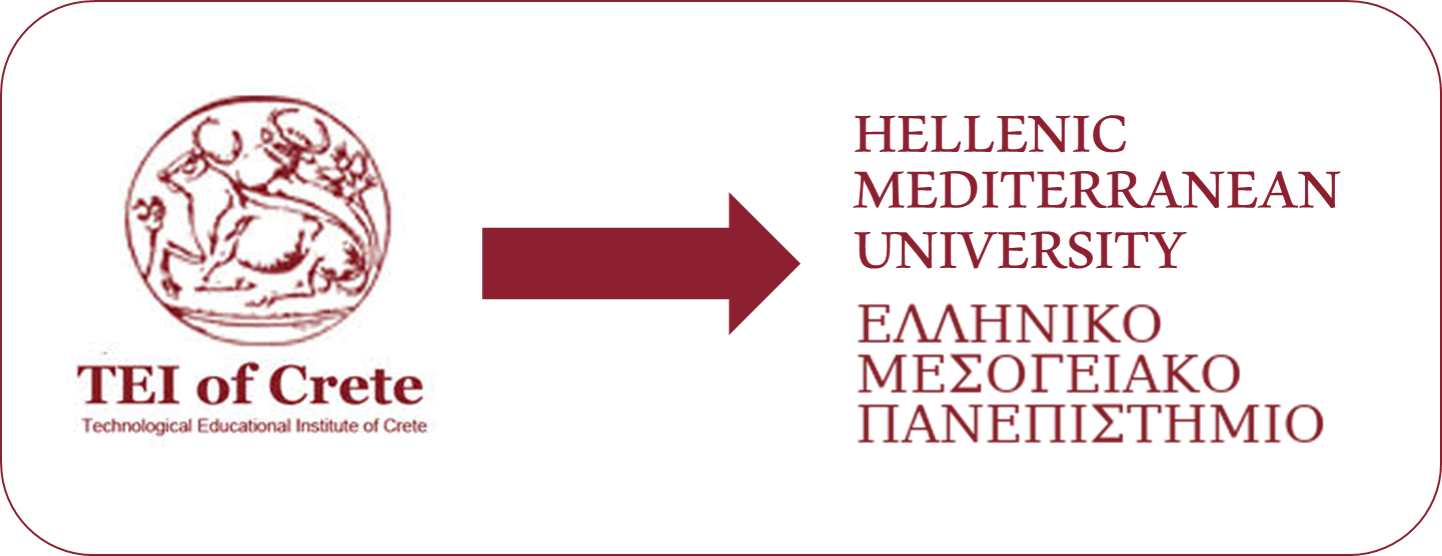 TEI of Crete
Technological Educational Institute of Crete
HELLENIC
MEDITERRANEAN
UNIVERSITY
ΕΛΛΗΝΙΚΟ
ΜΕΣΟΓΕΙΑΚΟ
ΠΑΝΕΠΙΣΤΗΜΙΟ